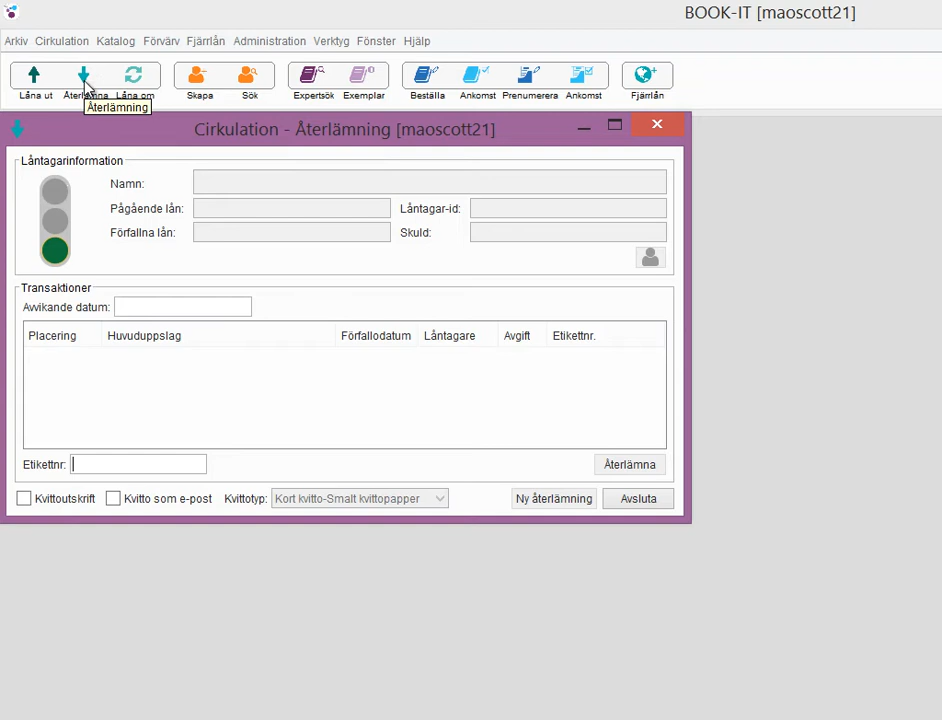 BOOK-IT [maoscott21]
Arkiv Cirkulation Katalog Förvärv Fjärrlån Administration Verktyg Fönster Hjälp
Låna ut Återlämna Låna om Skapa Sök Expertsök Exemplar Beställa Ankomst Prenumerera Ankomst Fjärrlån
Återlämning
Cirkulation - Återlämning [maoscott21]
Låntagarinformation
Namn:
Pågående lån: Låntagar-id:
Förfallna lån: Skuld:
Transaktioner
Avvikande datum:
Placering Huvuduppslag Förfallodatum Låntagare Avgift Etikettnr.
Etikettnr: Återlämna
Kvittoutskrift Kvitto som e-post Kvittotyp: Kort kvitto-Smalt kvittopapper Ny återlämning Avsluta